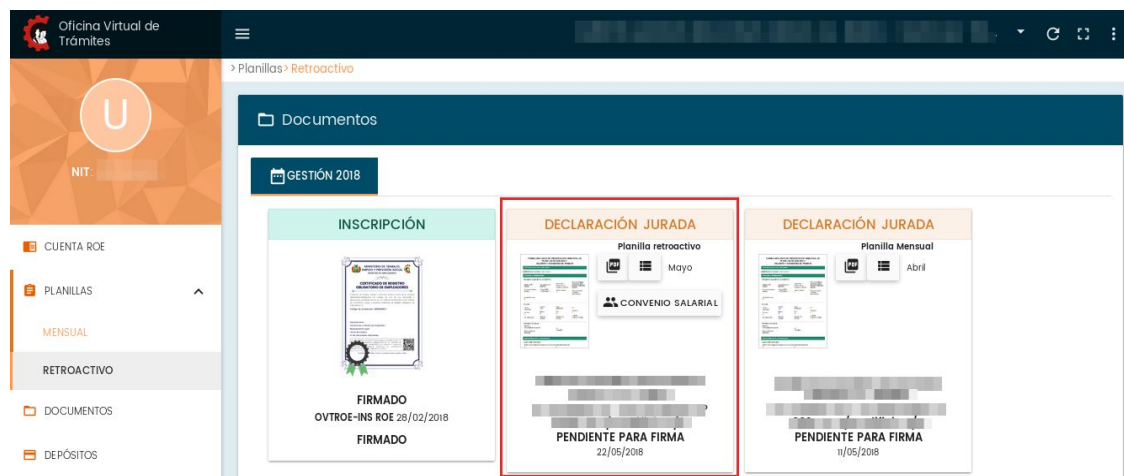 Oficina Virtual de
Trámites
> Planillas > Retroactivo
U
NIT:
CUENTA ROE
PLANILLAS
MENSUAL
RETROACTIVO
DOCUMENTOS
DEPÓSITOS
Documentos
GESTIÓN 2018
INSCRIPCIÓN
FIRMADO
OVTROE-INS ROE 28/02/2018
FIRMADO
DECLARACIÓN JURADA
Planilla retroactivo
PDF
Mayo
CONVENIO SALARIAL
PENDIENTE PARA FIRMA
22/05/2018
DECLARACIÓN JURADA
Planilla Mensual
PDF
Abril
PENDIENTE PARA FIRMA
11/05/2018